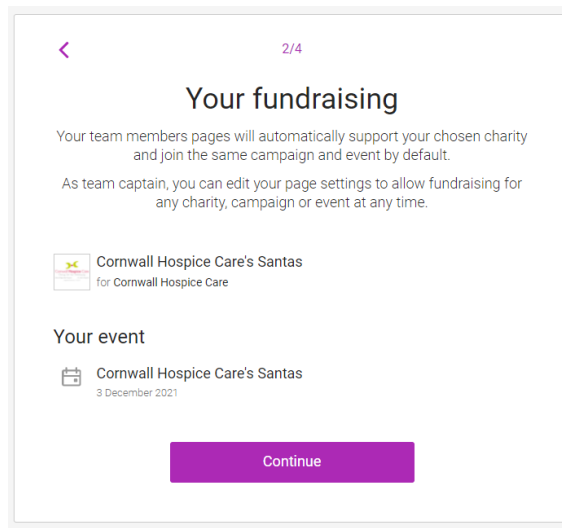 2/4
Your fundraising
Your team members pages will automatically support your chosen charity
and join the same campaign and event by default.
As team captain, you can edit your page settings to allow fundraising for
any charity, campaign or event at any time.
Cornwall Hospice Care's Santas
for Cornwall Hospice Care
Your event
Cornwall Hospice Care's Santas
3 December 2021
Continue